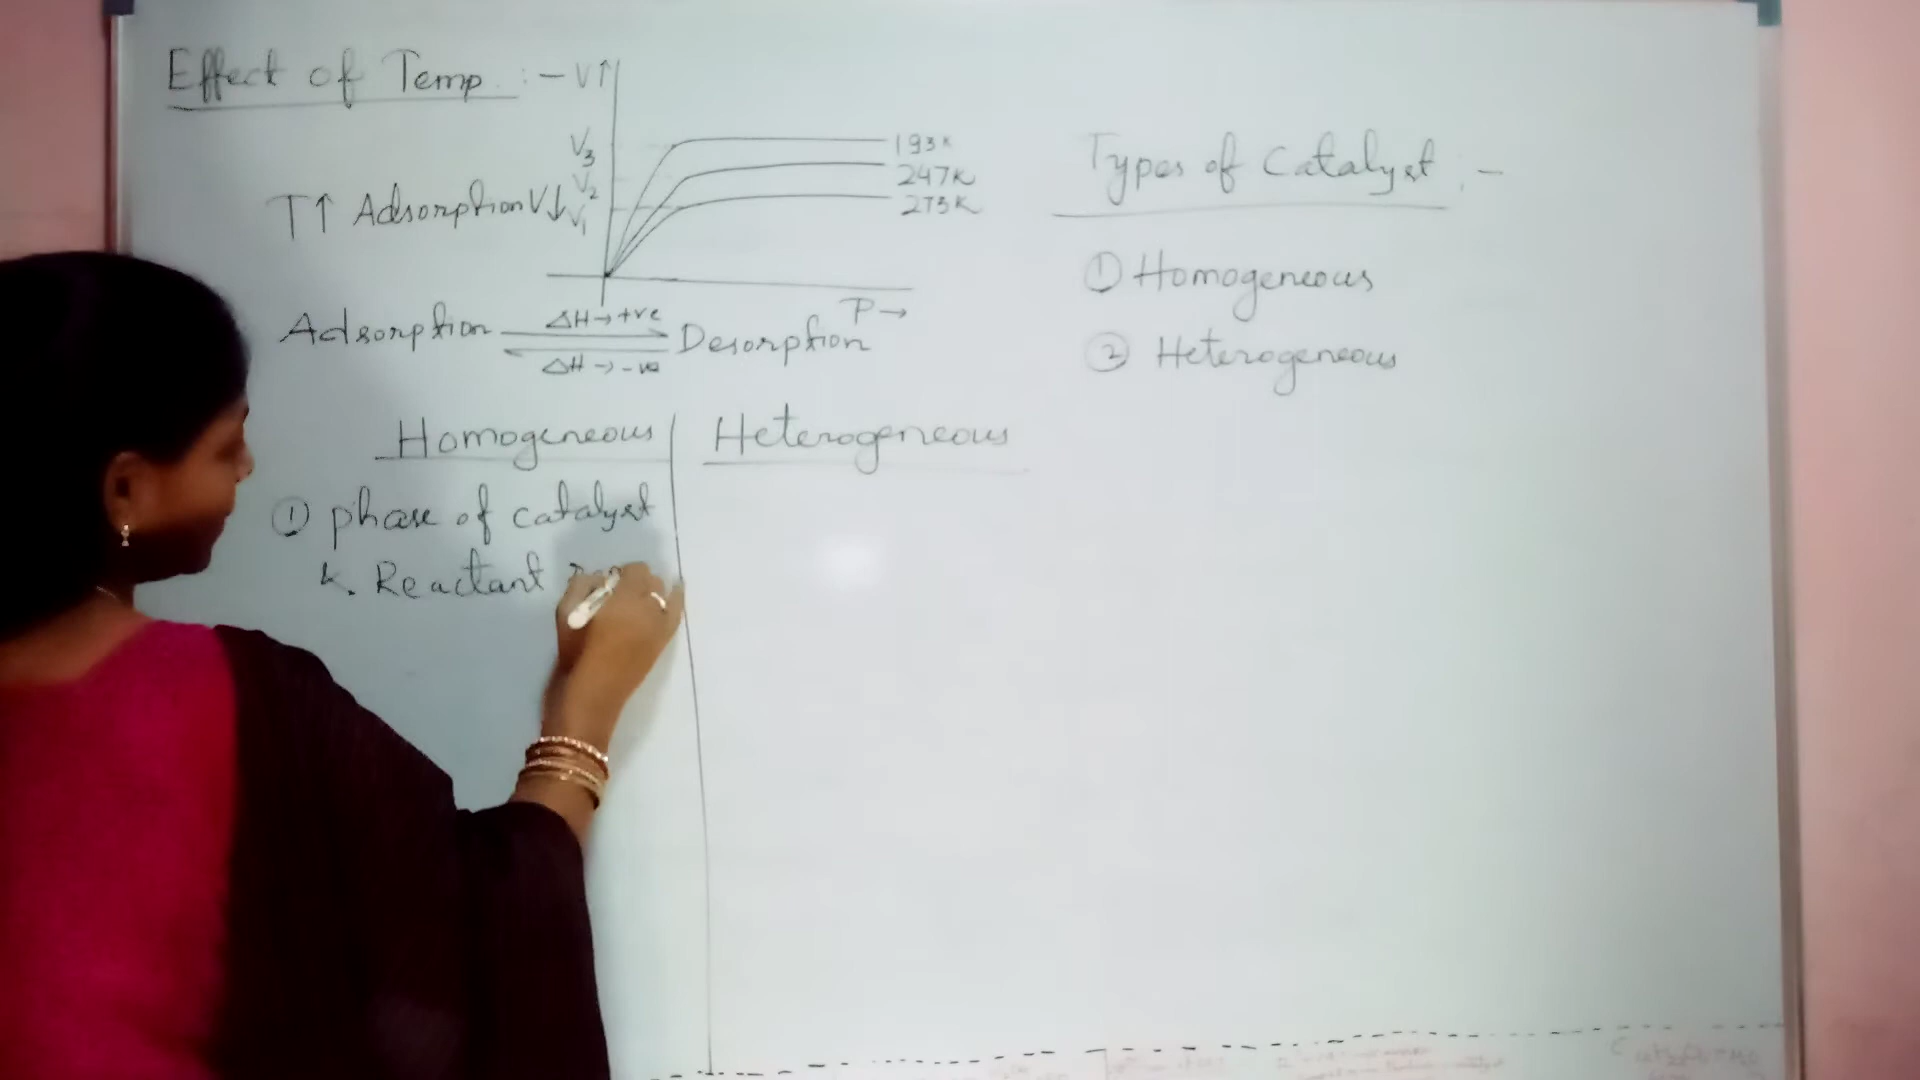 Effect of Temp. : - V↑
V3
193K
V2
247K
T↑ Adsorption V↓
V1
273K
P→
Adsorption ΔH→+ve Desorption
ΔH→-ve
Types of Catalyst : -
① Homogeneous
② Heterogeneous
Homogeneous Heterogeneous
① phase of catalyst
&. Reactant